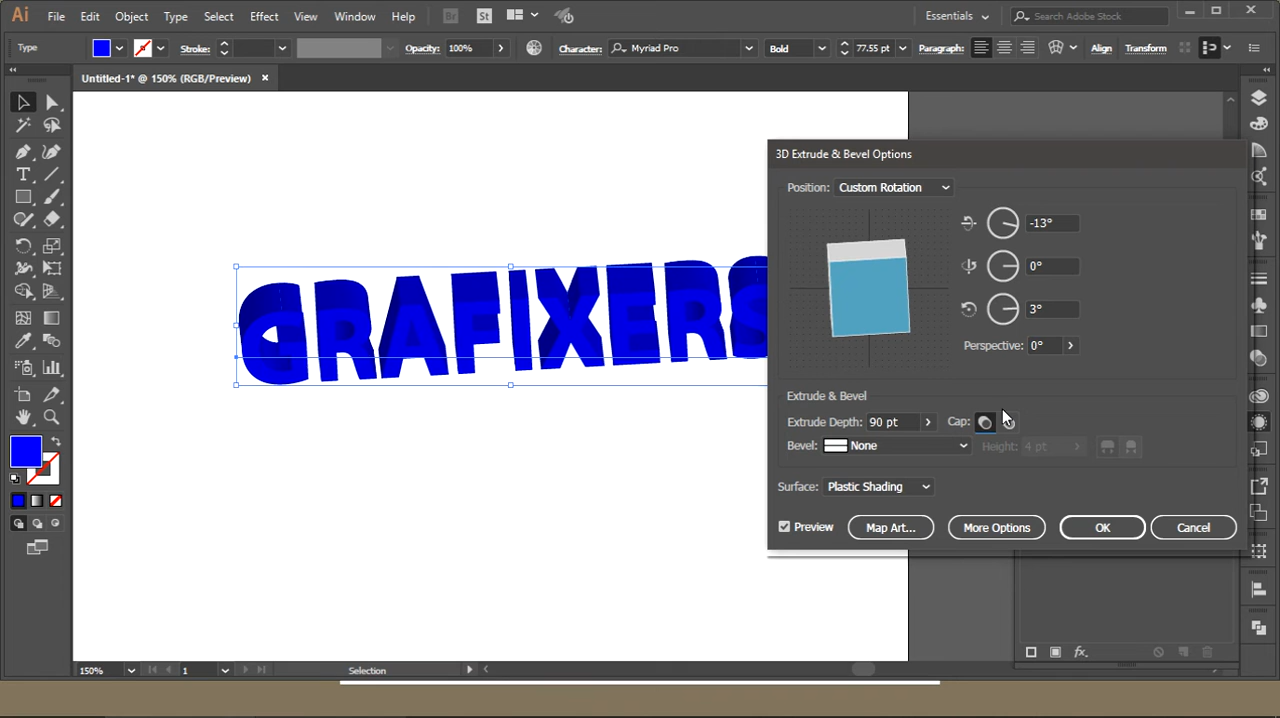 Ai File Edit Object Type Select Effect View Window Help Br St Essentials Search Adobe Stock
Type Stroke: Opacity: 100% Character: Myriad Pro Bold 77.55 pt Paragraph: Align Transform
Untitled-1* @ 150% (RGB/Preview) ×
3D Extrude & Bevel Options
Position: Custom Rotation
-13°
0°
3°
Perspective: 0°
GRAFIXERS
Extrude & Bevel
Extrude Depth: 90 pt Cap:
Bevel: None Height: 4 pt
Surface: Plastic Shading
Preview Map Art... More Options OK Cancel
fx.
150% 1 Selection